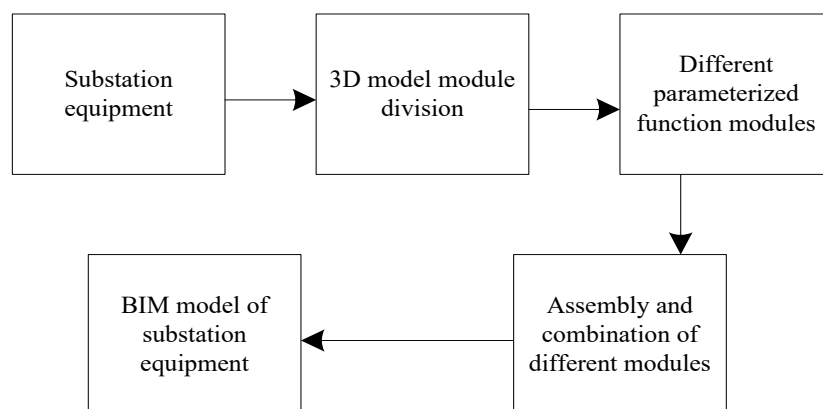 Substation
equipment
3D model module
division
Different
parameterized
function modules
Assembly and
combination of
different modules
BIM model of
substation
equipment